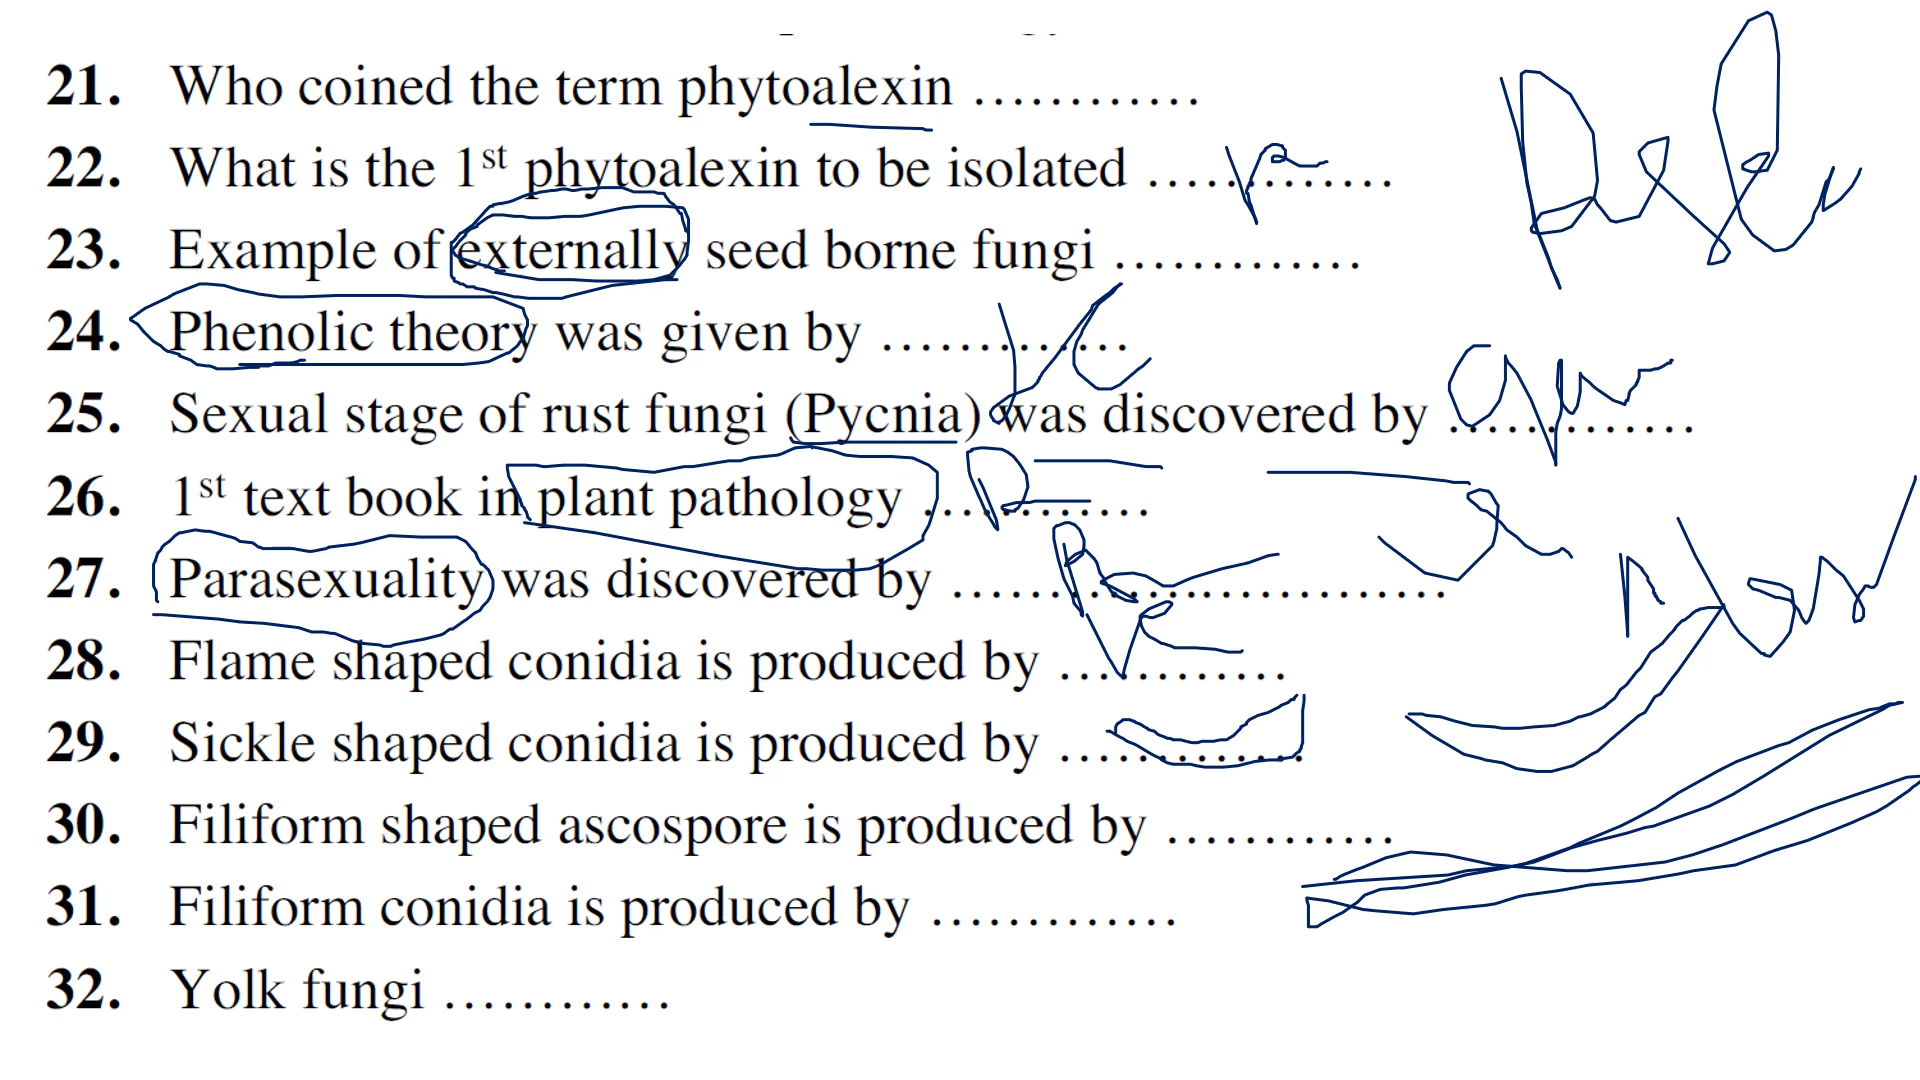 21. Who coined the term phytoalexin …………
22. What is the 1st phytoalexin to be isolated ………….
23. Example of externally seed borne fungi ………….
24. Phenolic theory was given by ………….
25. Sexual stage of rust fungi (Pycnia) was discovered by ………….
26. 1st text book in plant pathology …………
27. Parasexuality was discovered by ……………………….
28. Flame shaped conidia is produced by …………
29. Sickle shaped conidia is produced by ………….
30. Filiform shaped ascospore is produced by …………
31. Filiform conidia is produced by ………….
32. Yolk fungi …………